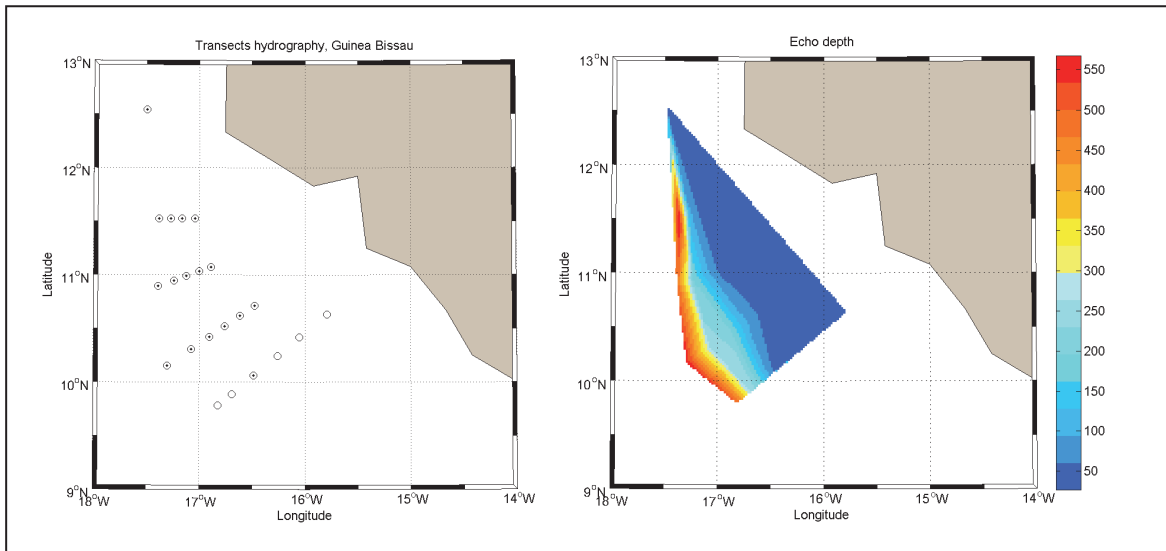 Transects hydrography, Guinea Bissau
13°N
12°N
11°N
10°N
9°N
Latitude
18°W
17°W
16°W
15°W
14°W
Longitude
Echo depth
13°N
12°N
11°N
10°N
9°N
Latitude
18°W
17°W
16°W
15°W
14°W
Longitude
550
500
450
400
350
300
250
200
150
100
50